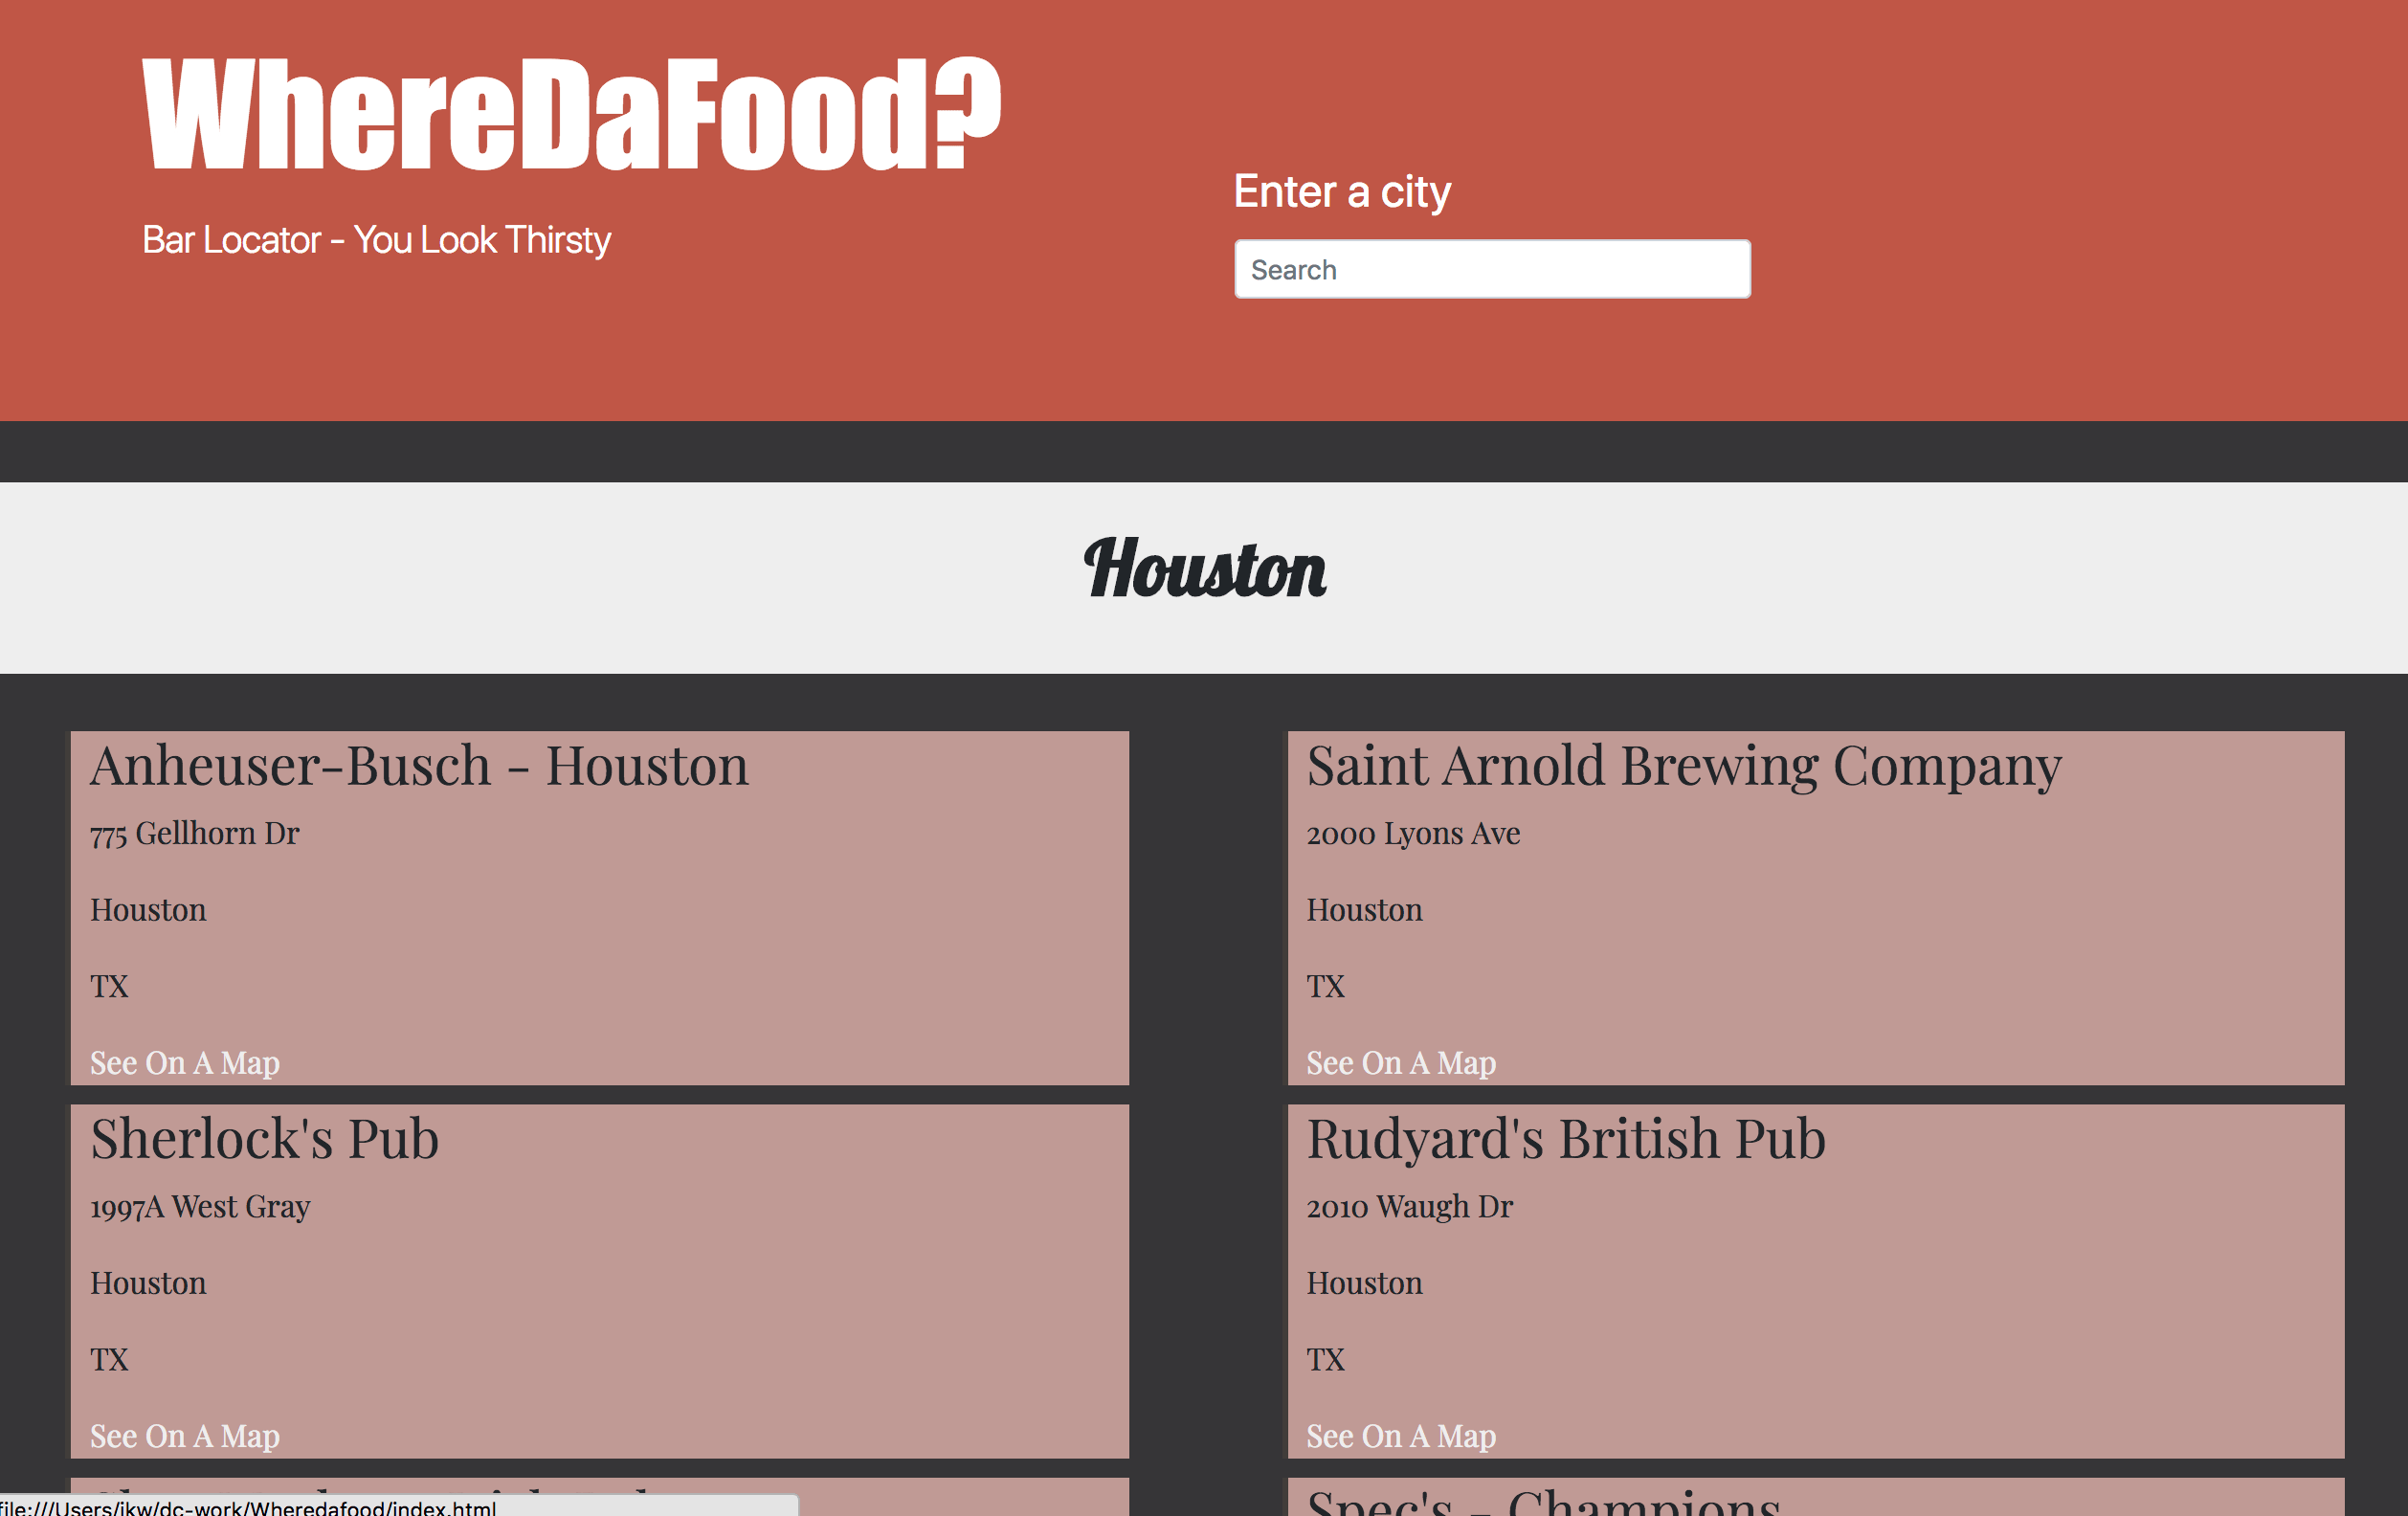 WhereDaFood?
Bar Locator - You Look Thirsty
Enter a city
Search
Houston
Anheuser-Busch - Houston
775 Gellhorn Dr
Houston
TX
See On A Map
Saint Arnold Brewing Company
2000 Lyons Ave
Houston
TX
See On A Map
Sherlock's Pub
1997A West Gray
Houston
TX
See On A Map
Rudyard's British Pub
2010 Waugh Dr
Houston
TX
See On A Map
Spec's - Champions
file:///Users/ikw/dc-work/Wheredafood/index.html